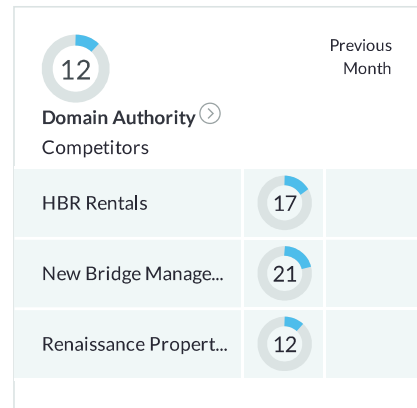 12
Previous
Month
Domain Authority
Competitors
HBR Rentals 17
New Bridge Manage... 21
Renaissance Propert... 12